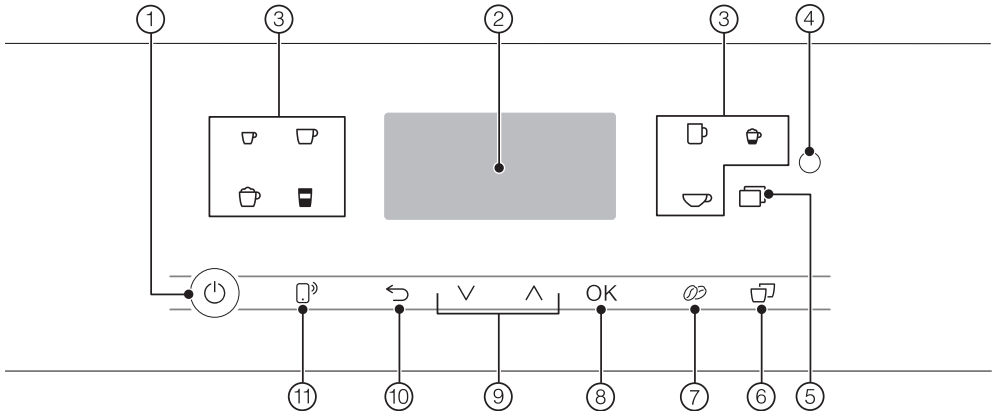 ① ③ ② ③ ④
OK
⑪ ⑩ ⑨ ⑧ ⑦ ⑥ ⑤